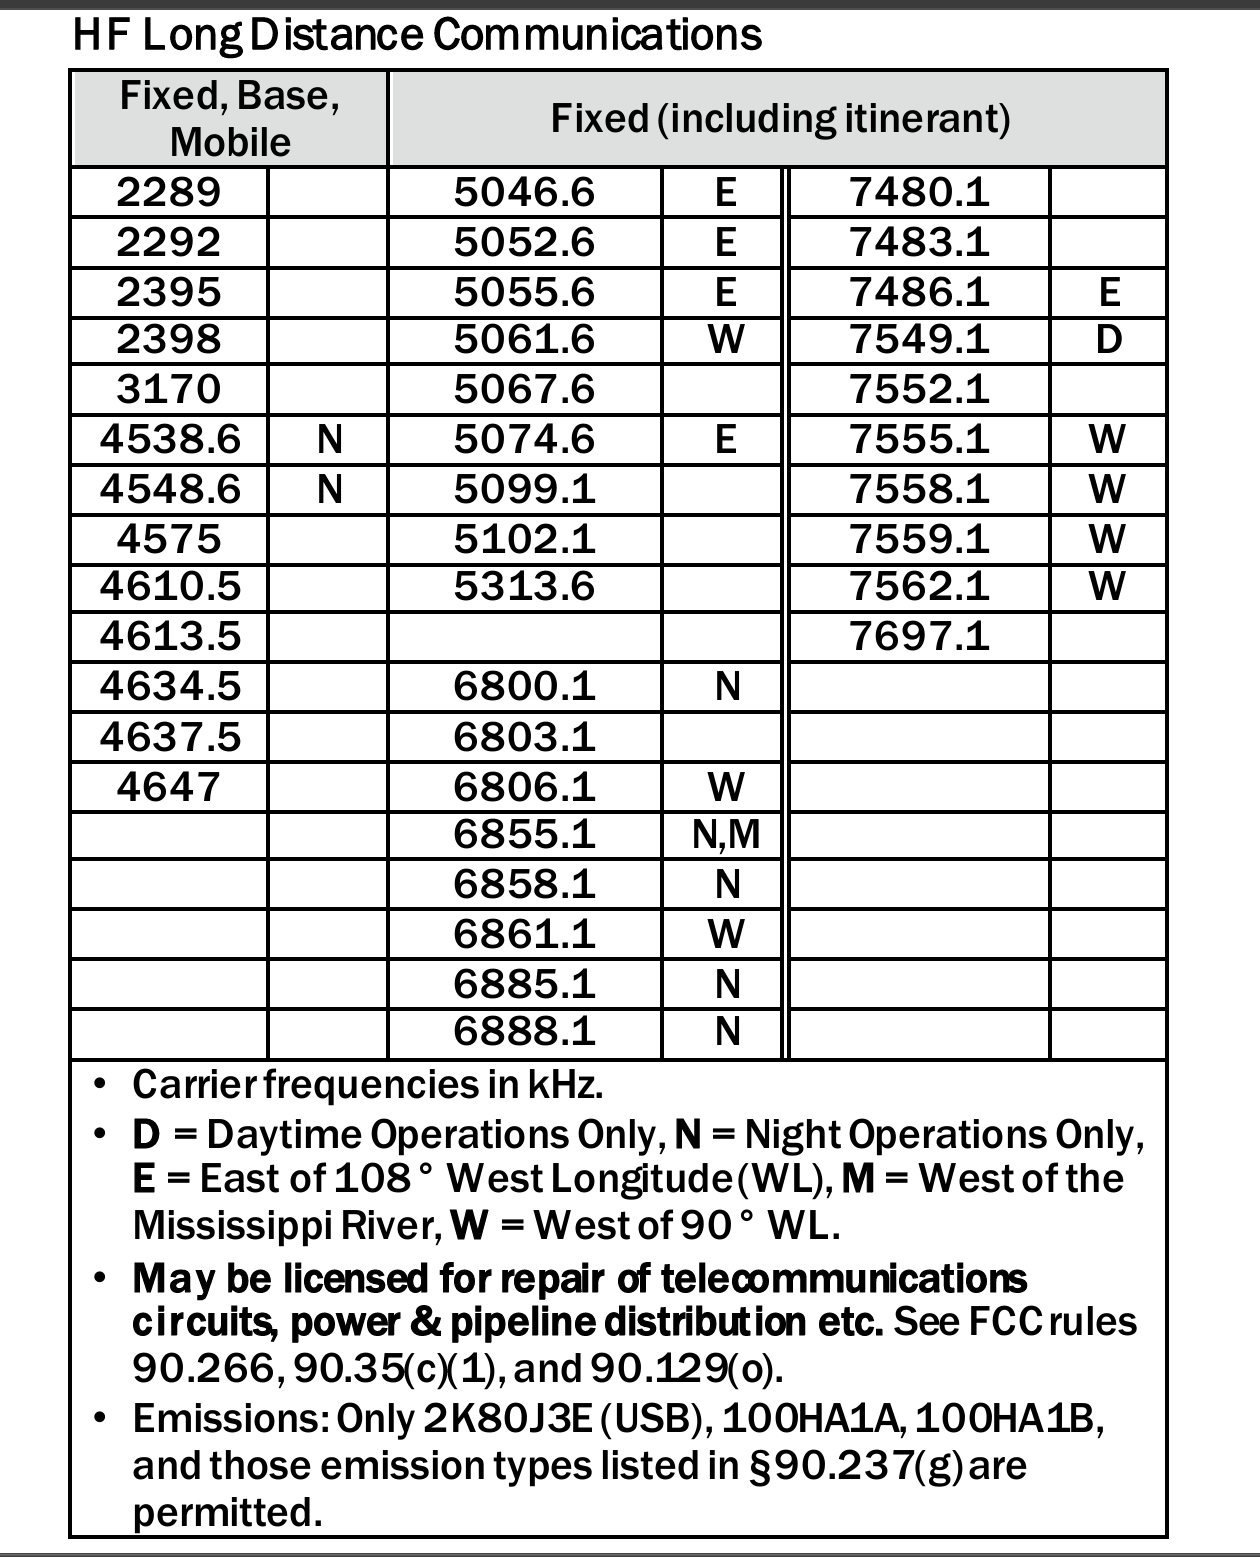 HF Long Distance Communications
Fixed, Base,
Mobile
Fixed (including itinerant)
2289 5046.6 E 7480.1
2292 5052.6 E 7483.1
2395 5055.6 E 7486.1 E
2398 5061.6 W 7549.1 D
3170 5067.6 7552.1
4538.6 N 5074.6 E 7555.1 W
4548.6 N 5099.1 7558.1 W
4575 5102.1 7559.1 W
4610.5 5313.6 7562.1 W
4613.5 7697.1
4634.5 6800.1 N
4637.5 6803.1
4647 6806.1 W
6855.1 N,M
6858.1 N
6861.1 W
6885.1 N
6888.1 N
• Carrier frequencies in kHz.
• D = Daytime Operations Only, N = Night Operations Only,
E = East of 108° West Longitude (WL), M = West of the
Mississippi River, W = West of 90° WL.
• May be licensed for repair of telecommunications
circuits, power & pipeline distribution etc. See FCC rules
90.266, 90.35(c)(1), and 90.129(o).
• Emissions: Only 2K80J3E (USB), 100HA1A, 100HA1B,
and those emission types listed in §90.237(g) are
permitted.